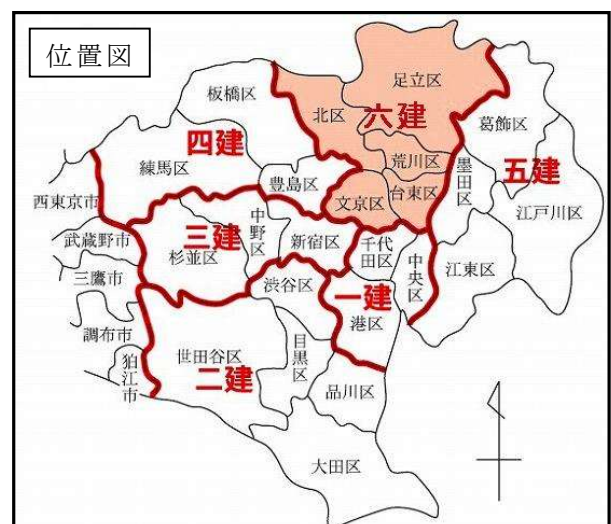 位置図
足立区
板橋区
北区
六建
葛飾区
四建
練馬区
荒川区
墨田区
五建
豊島区
文京区
台東区
西東京市
江戸川区
武蔵野市
三建
杉並区
中野区
新宿区
千代田区
中央区
江東区
三鷹市
渋谷区
一建
港区
調布市
世田谷区
二建
目黒区
狛江市
品川区
大田区